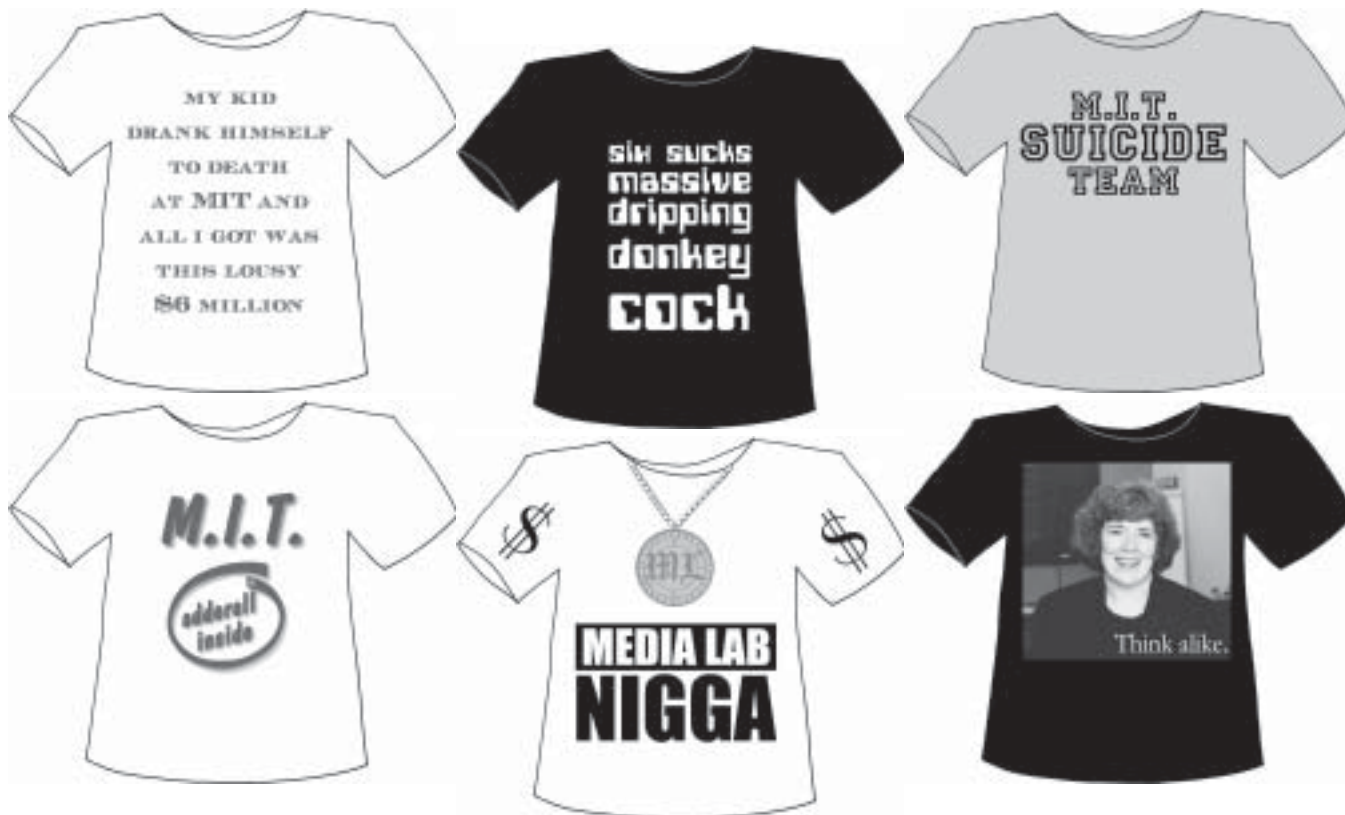 MY KID
DRANK HIMSELF
TO DEATH
AT MIT AND
ALL I GOT WAS
THIS LOUSY
$6 MILLION
six sucks
massive
dripping
donkey
cock
M.I.T.
SUICIDE
TEAM
M.I.T.
adderall
inside
$ $
ML
MEDIA LAB
NIGGA
Think alike.